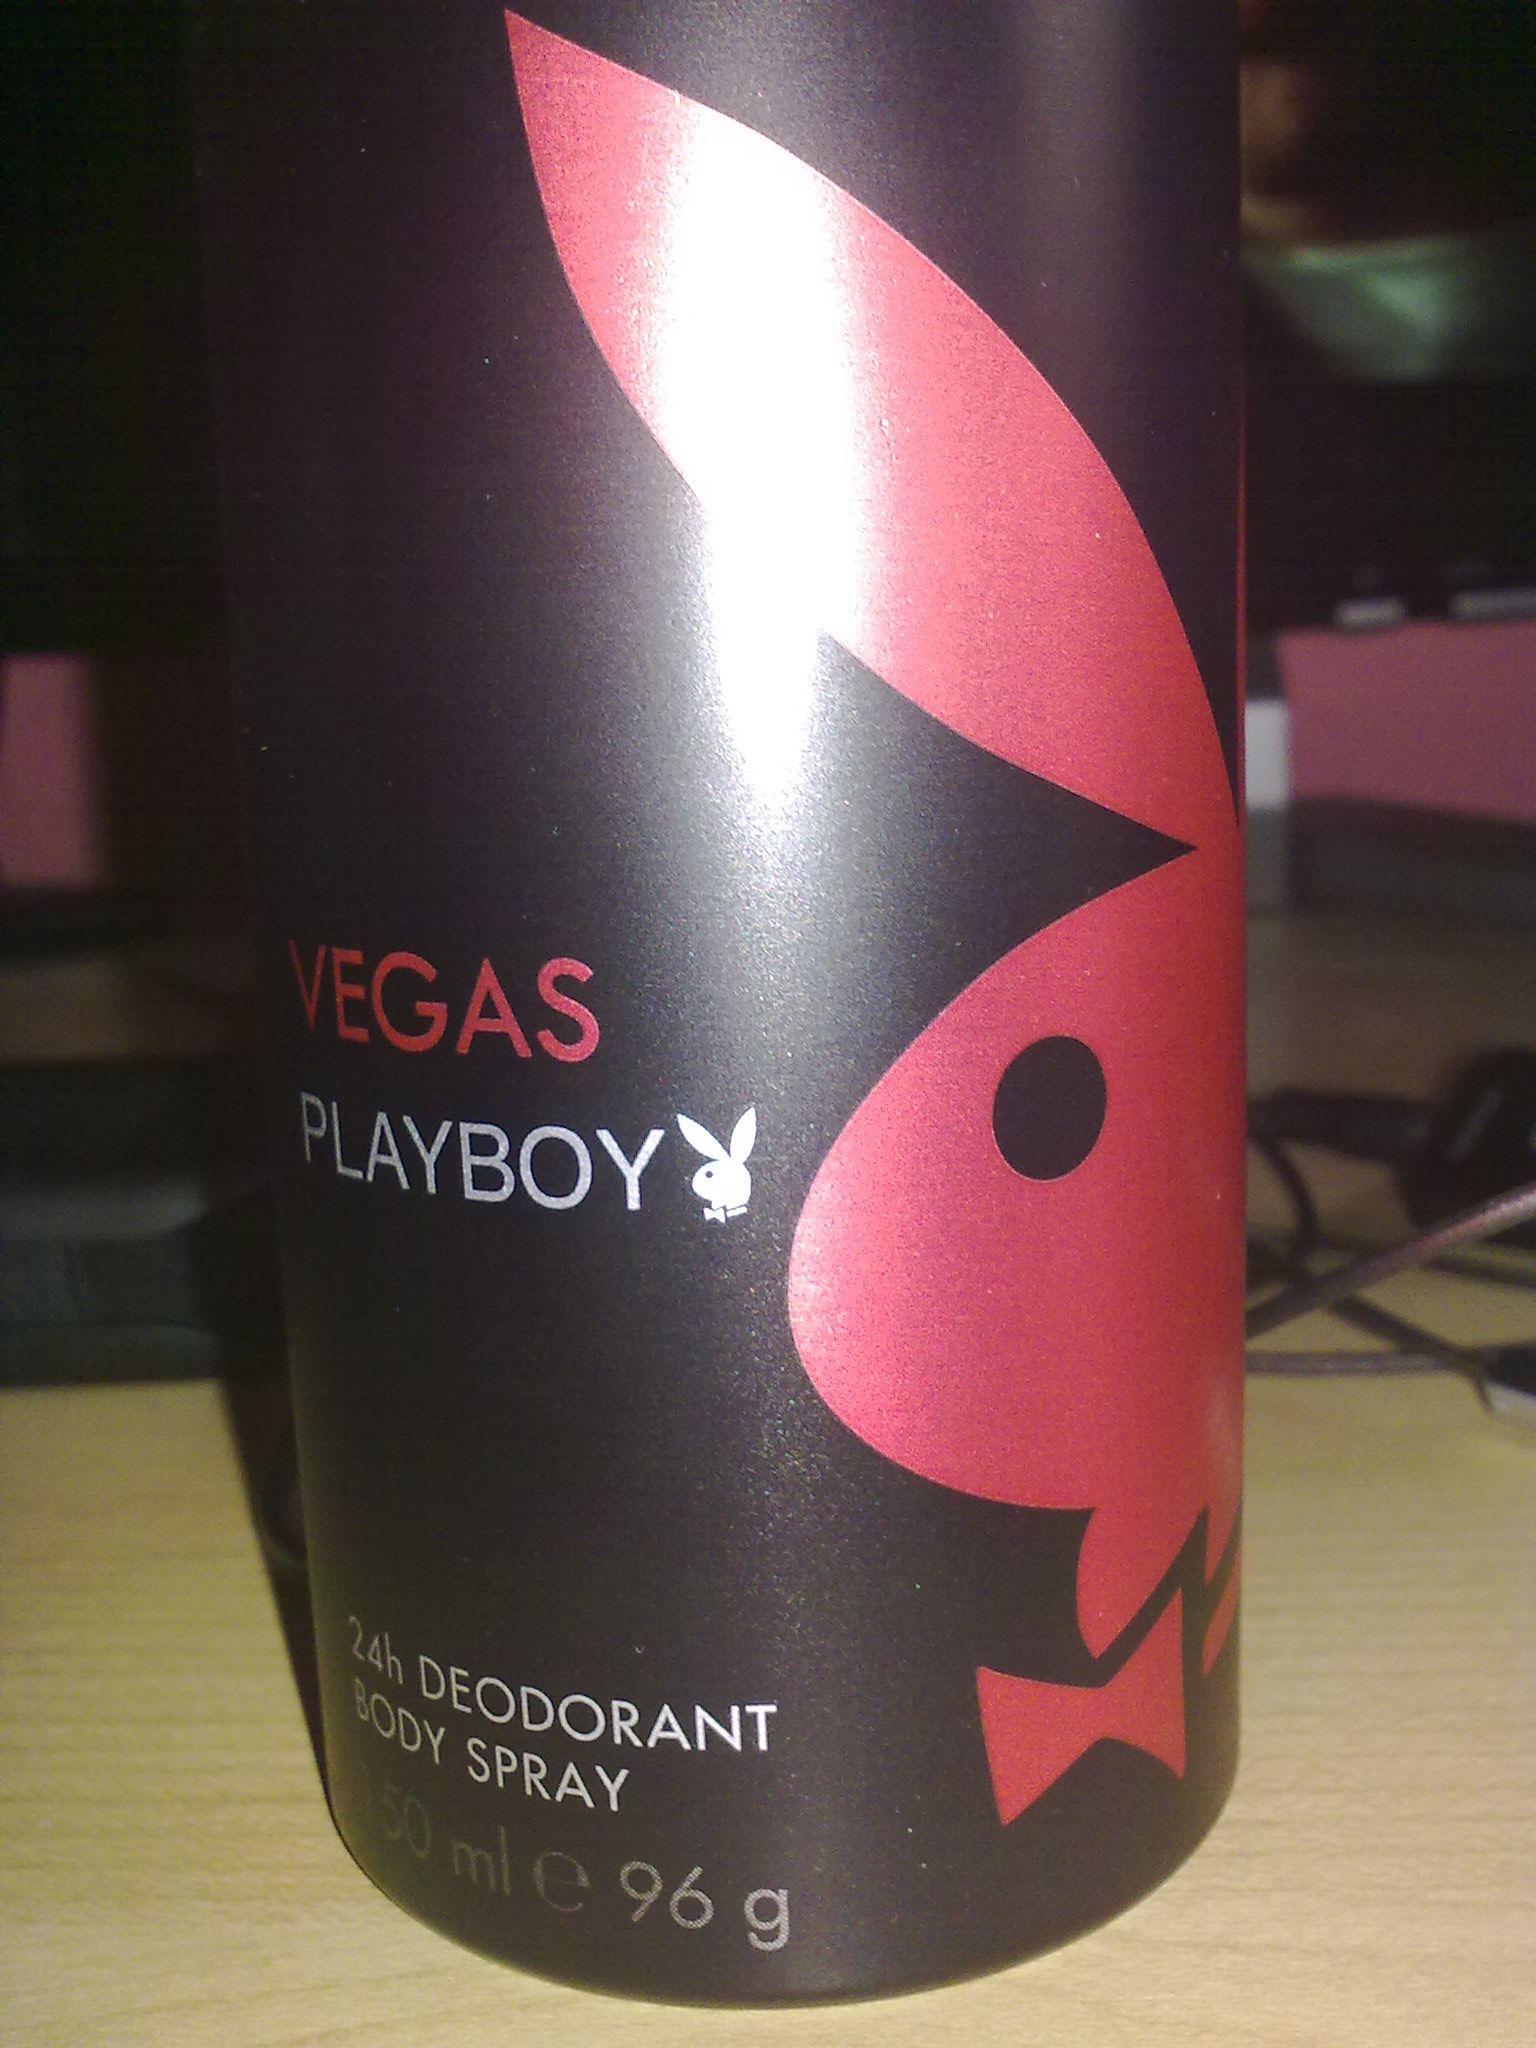 VEGAS
PLAYBOY
24h DEODORANT
BODY SPRAY
150 ml ℮ 96 g